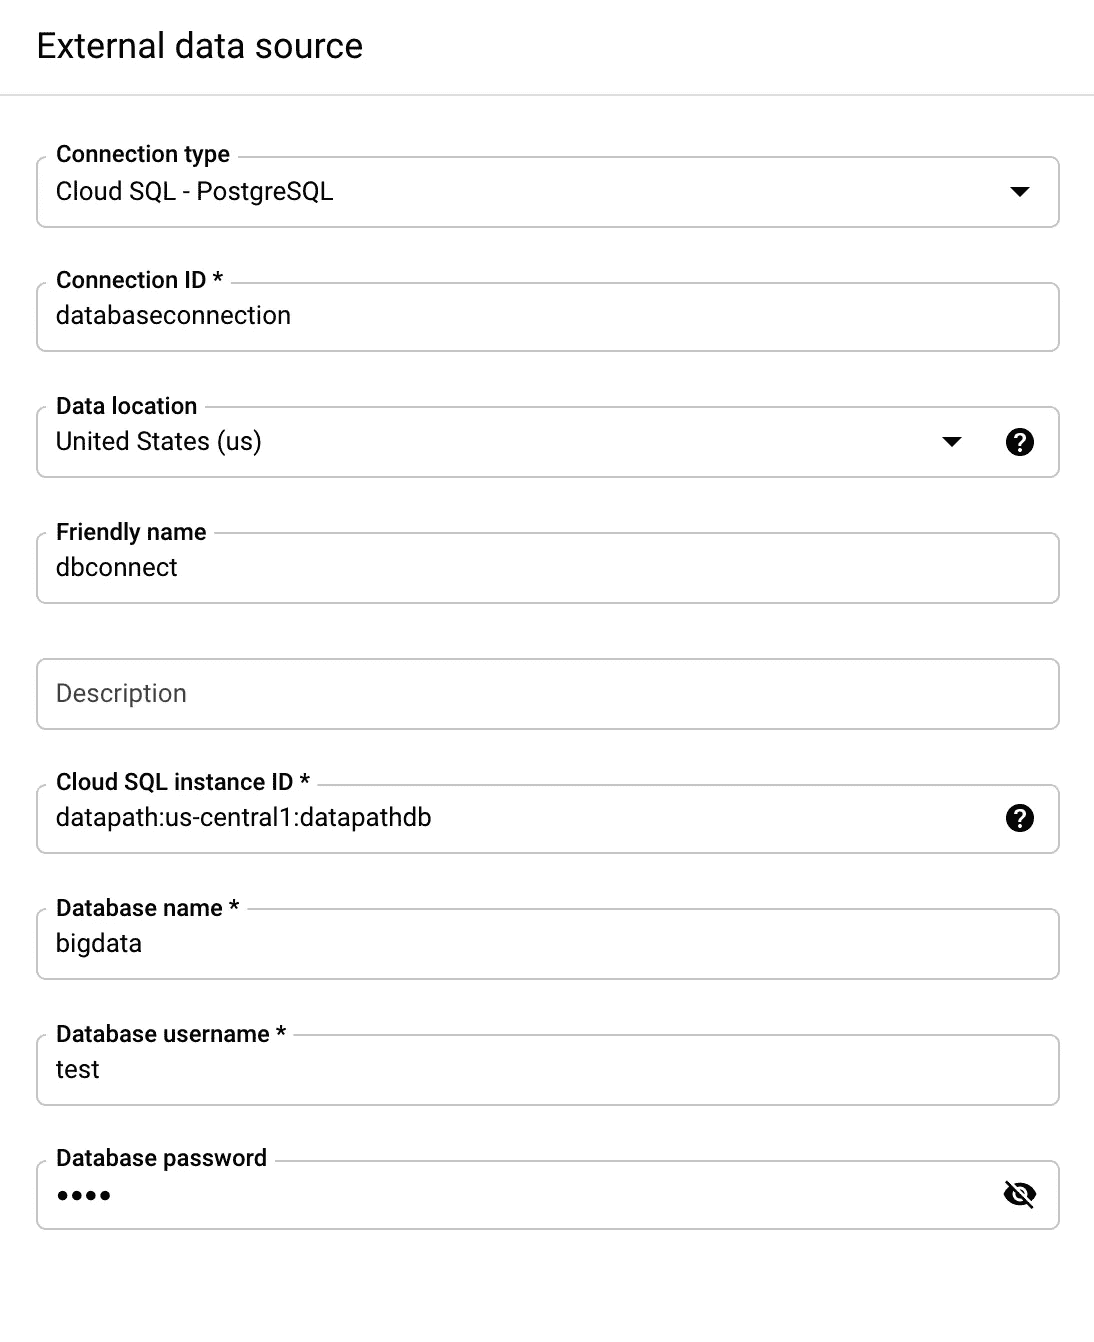 External data source
Connection type
Cloud SQL - PostgreSQL
Connection ID *
databaseconnection
Data location
United States (us)
Friendly name
dbconnect
Description
Cloud SQL instance ID *
datapath:us-central1:datapathdb
Database name *
bigdata
Database username *
test
Database password
••••